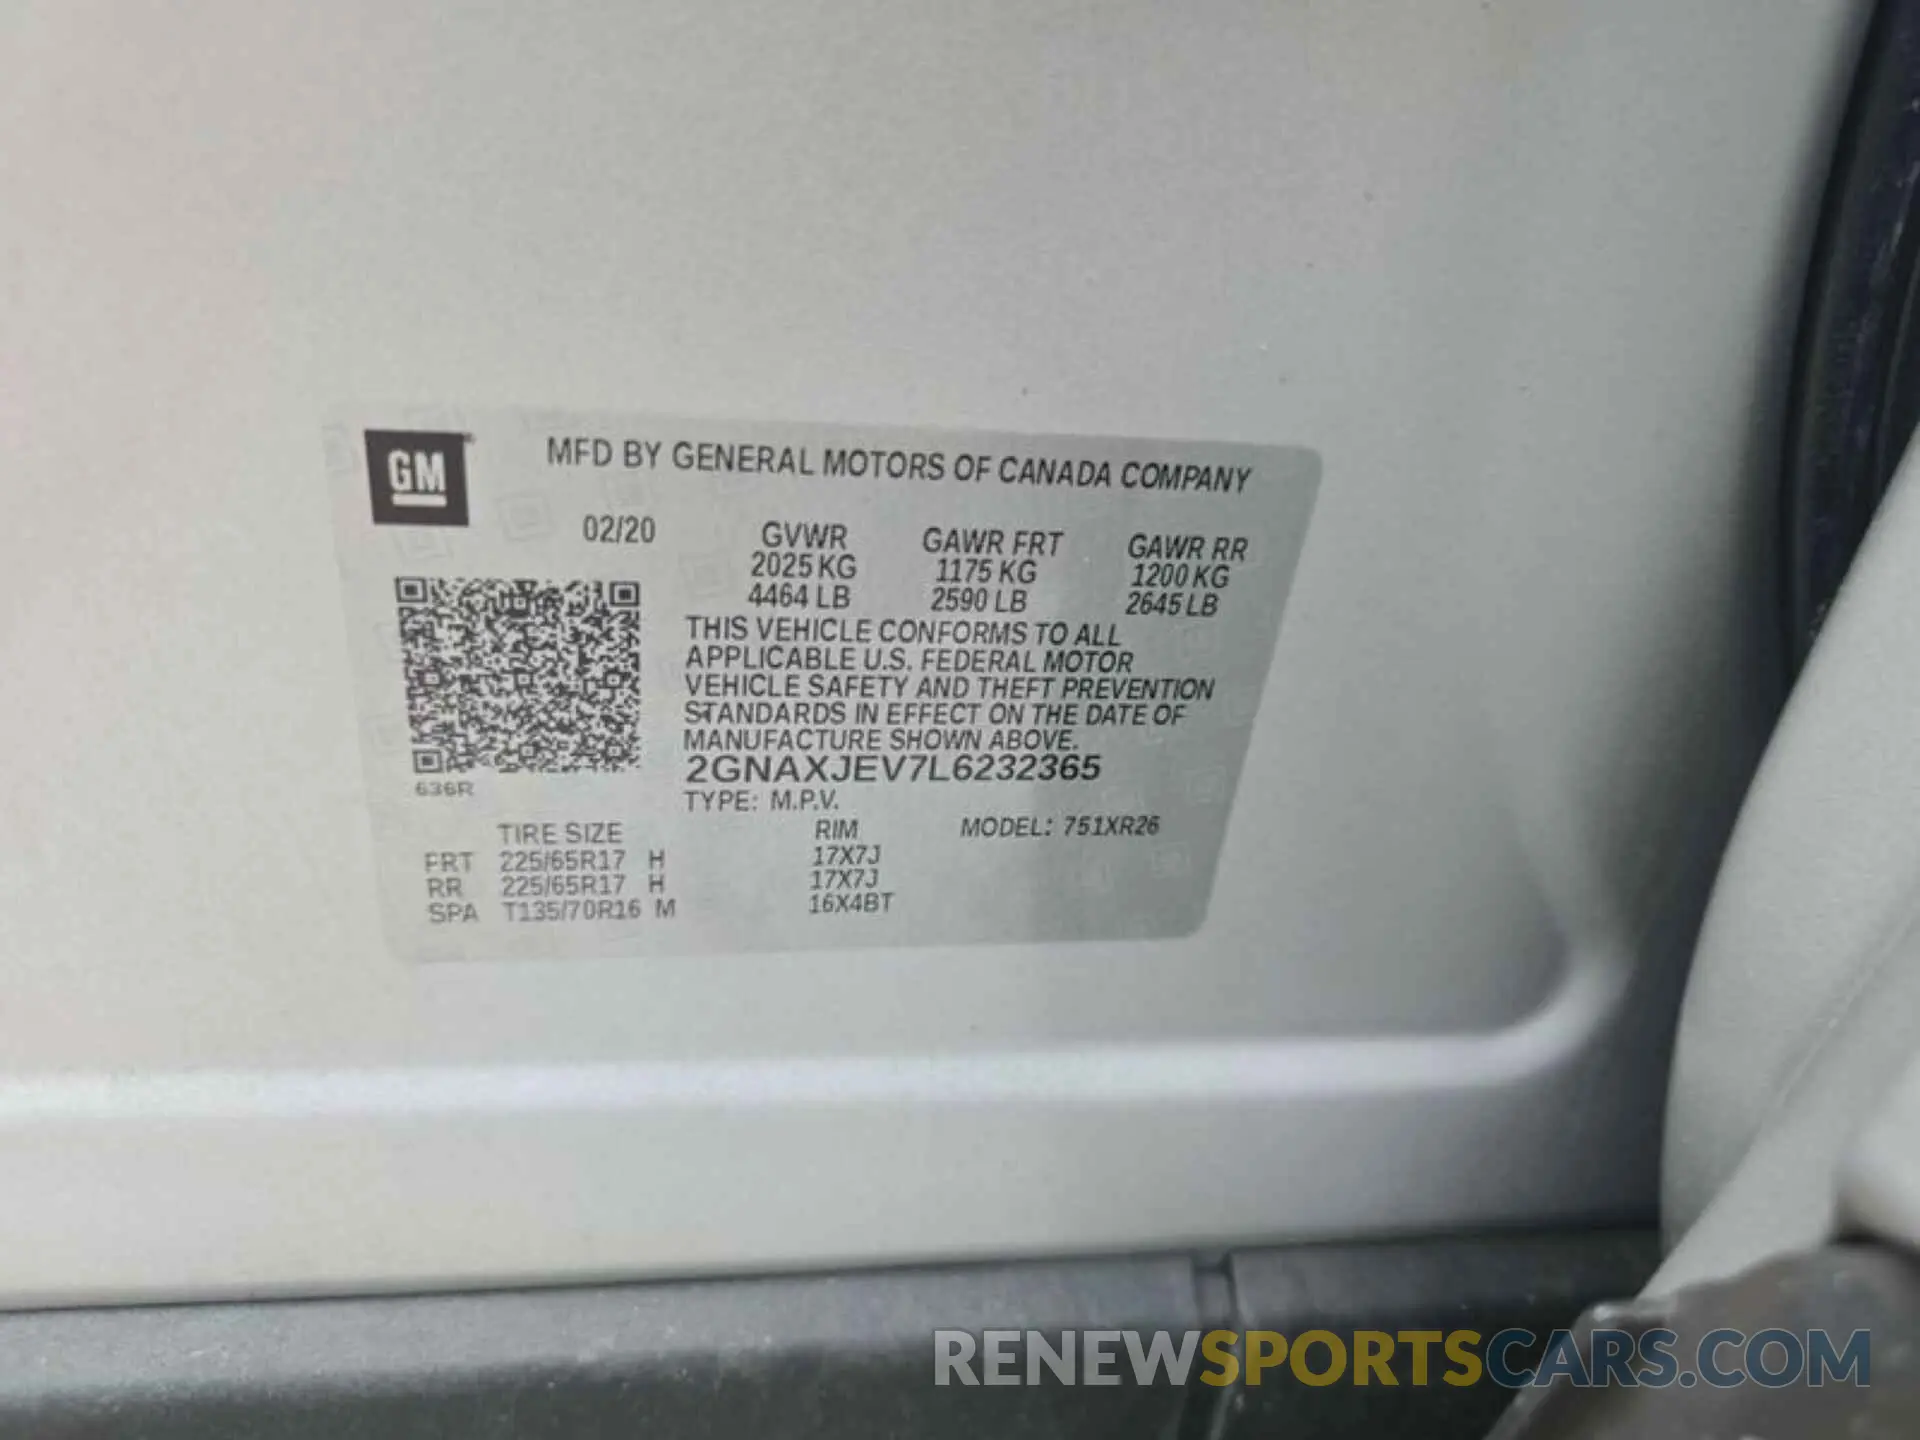 GM
MFD BY GENERAL MOTORS OF CANADA COMPANY
02/20 GVWR GAWR FRT GAWR RR
2025 KG 1175 KG 1200 KG
4464 LB 2590 LB 2645 LB
THIS VEHICLE CONFORMS TO ALL
APPLICABLE U.S. FEDERAL MOTOR
VEHICLE SAFETY AND THEFT PREVENTION
STANDARDS IN EFFECT ON THE DATE OF
MANUFACTURE SHOWN ABOVE.
2GNAXJEV7L6232365
636R
TYPE: M.P.V.
TIRE SIZE RIM MODEL: 751XR26
FRT 225/65R17 H 17X7J
RR 225/65R17 H 17X7J
SPA T135/70R16 M 16X4BT
RENEWSPORTSCARS.COM